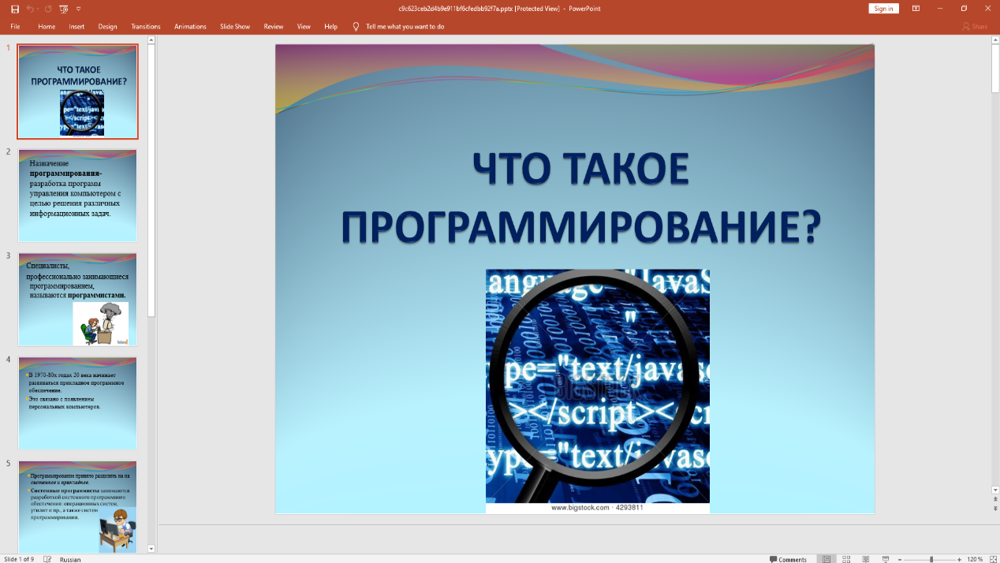 c9c623ceb2d4b9e911bf6cfedbb92f7a.pptx [Protected View] - PowerPoint
Sign in
File Home Insert Design Transitions Animations Slide Show Review View Help Tell me what you want to do Share
1
ЧТО ТАКОЕ
ПРОГРАММИРОВАНИЕ?
2
Назначение
программирования-
разработка программ
управления компьютером с
целью решения различных
информационных задач.
3
Специалисты,
профессионально занимающиеся
программированием,
называются программистами.
4
В 1970-80х годах 20 века начинает
развиваться прикладное программное
обеспечение.
Это связано с появлением
персональных компьютеров.
5
Программирование принято разделять на на
системное и прикладное.
Системные программисты занимаются
разработкой системного программного
обеспечения: операционных систем,
утилит и пр., а также систем
программирования.
ЧТО ТАКОЕ
ПРОГРАММИРОВАНИЕ?
anguage="JavaS
"
ype="text/javasc
></script><
ype="text/javasc
www.bigstock.com · 4293811
Slide 1 of 9 Russian Comments 120 %